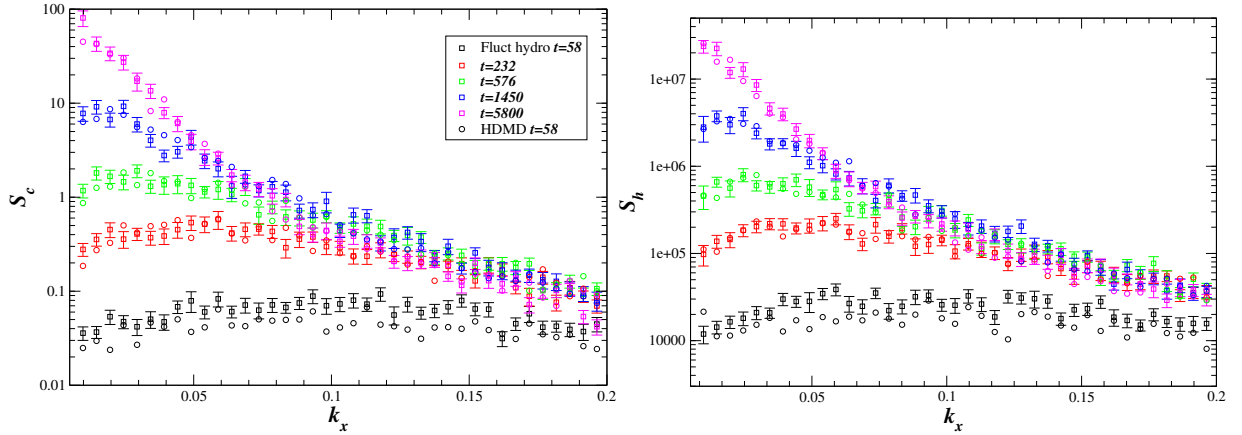 100
10
1
0.1
0.01
S_c
0.05
0.1
0.15
0.2
k_x
Fluct hydro t=58
t=232
t=576
t=1450
t=5800
HDMD t=58
1e+07
1e+06
1e+05
10000
S_h
0.05
0.1
0.15
0.2
k_x